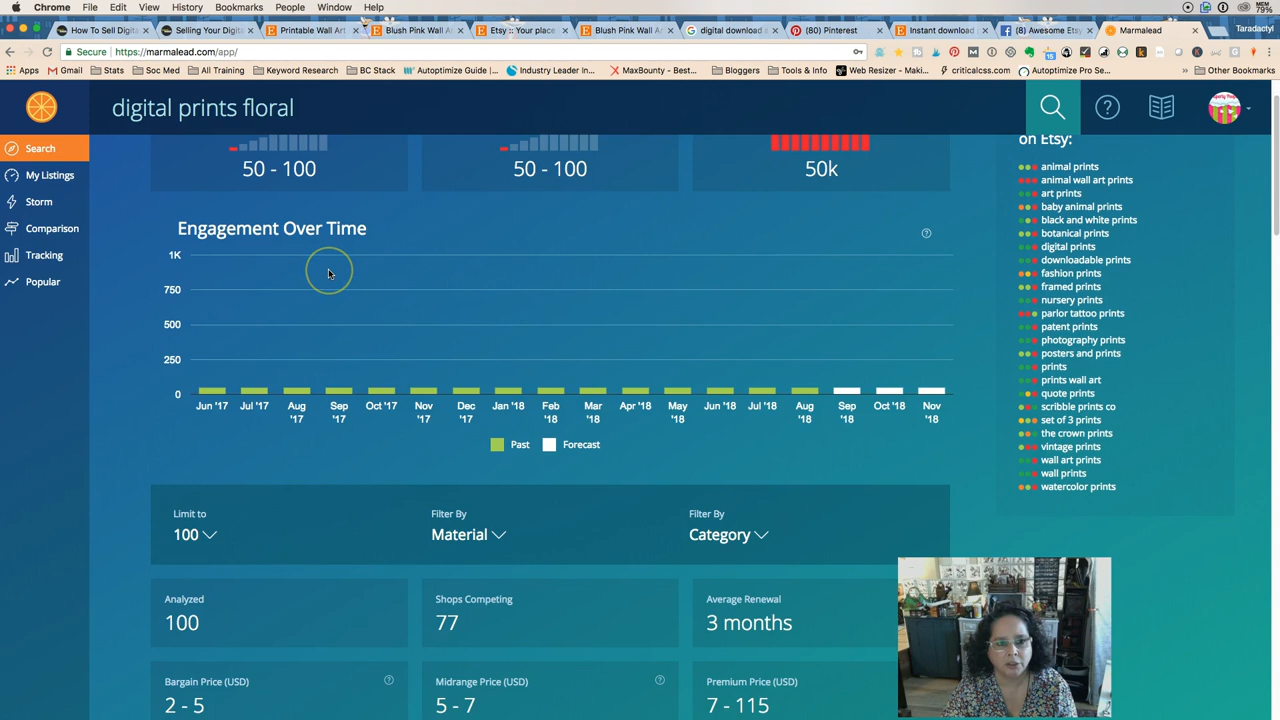 Chrome File Edit View History Bookmarks People Window Help
MEM 79%
How To Sell Digita
Selling Your Digita
Printable Wall Art
Blush Pink Wall Ar
Etsy :: Your place
Blush Pink Wall Ar
digital download s
(80) Pinterest
Instant download
(8) Awesome Etsy
Marmalead
Taradactyl
Secure https://marmalead.com/app/
Apps Gmail Stats Soc Med All Training Keyword Research BC Stack Autoptimize Guide |... Industry Leader In... MaxBounty - Best... Bloggers Tools & Info Web Resizer - Maki... criticalcss.com Autoptimize Pro Se... » Other Bookmarks
digital prints floral
Search
My Listings
Storm
Comparison
Tracking
Popular
50 - 100
50 - 100
50k
Engagement Over Time
1K
750
500
250
0
Jun '17 Jul '17 Aug '17 Sep '17 Oct '17 Nov '17 Dec '17 Jan '18 Feb '18 Mar '18 Apr '18 May '18 Jun '18 Jul '18 Aug '18 Sep '18 Oct '18 Nov '18
Past Forecast
on Etsy:
animal prints
animal wall art prints
art prints
baby animal prints
black and white prints
botanical prints
digital prints
downloadable prints
fashion prints
framed prints
nursery prints
parlor tattoo prints
patent prints
photography prints
posters and prints
prints
prints wall art
quote prints
scribble prints co
set of 3 prints
the crown prints
vintage prints
wall art prints
wall prints
watercolor prints
Limit to
100
Filter By
Material
Filter By
Category
Analyzed
100
Shops Competing
77
Average Renewal
3 months
Bargain Price (USD)
2 - 5
Midrange Price (USD)
5 - 7
Premium Price (USD)
7 - 115